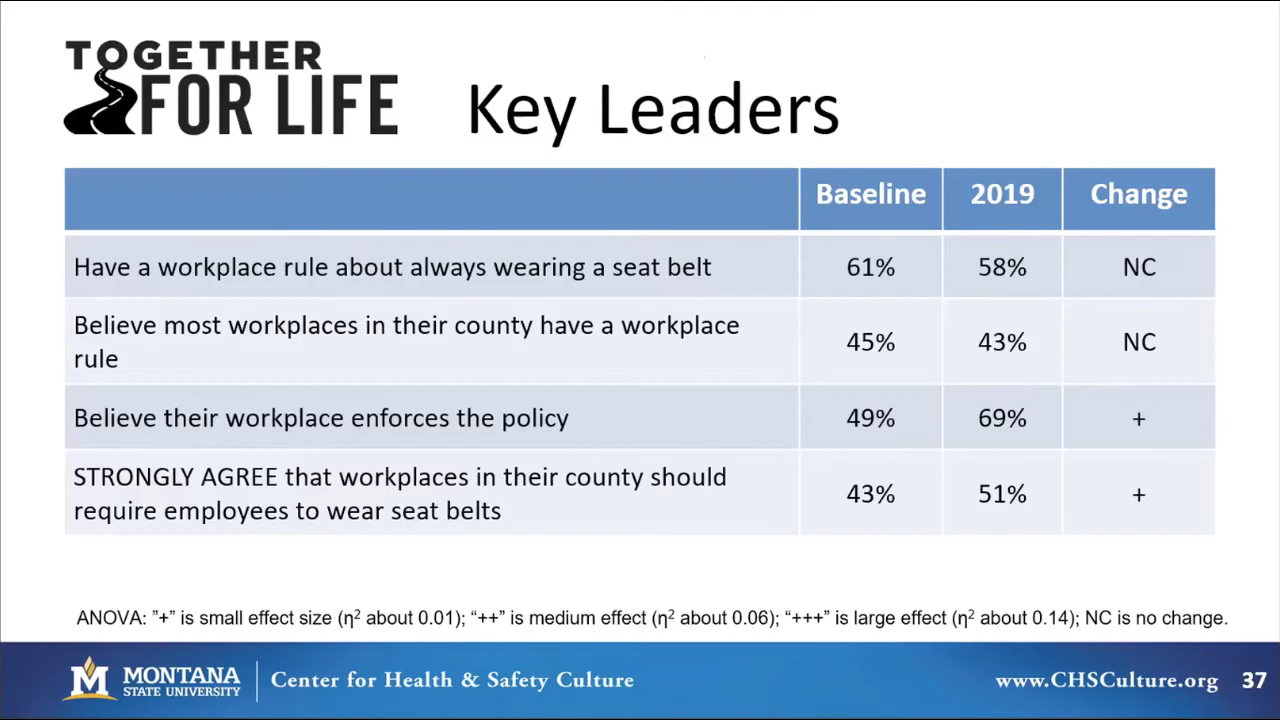 TOGETHER
FOR LIFE
Key Leaders
Baseline 2019 Change
Have a workplace rule about always wearing a seat belt 61% 58% NC
Believe most workplaces in their county have a workplace
rule 45% 43% NC
Believe their workplace enforces the policy 49% 69% +
STRONGLY AGREE that workplaces in their county should
require employees to wear seat belts 43% 51% +
ANOVA: ”+” is small effect size (η² about 0.01); “++” is medium effect (η² about 0.06); “+++” is large effect (η² about 0.14); NC is no change.
M MONTANA
STATE UNIVERSITY
Center for Health & Safety Culture
www.CHSCulture.org 37